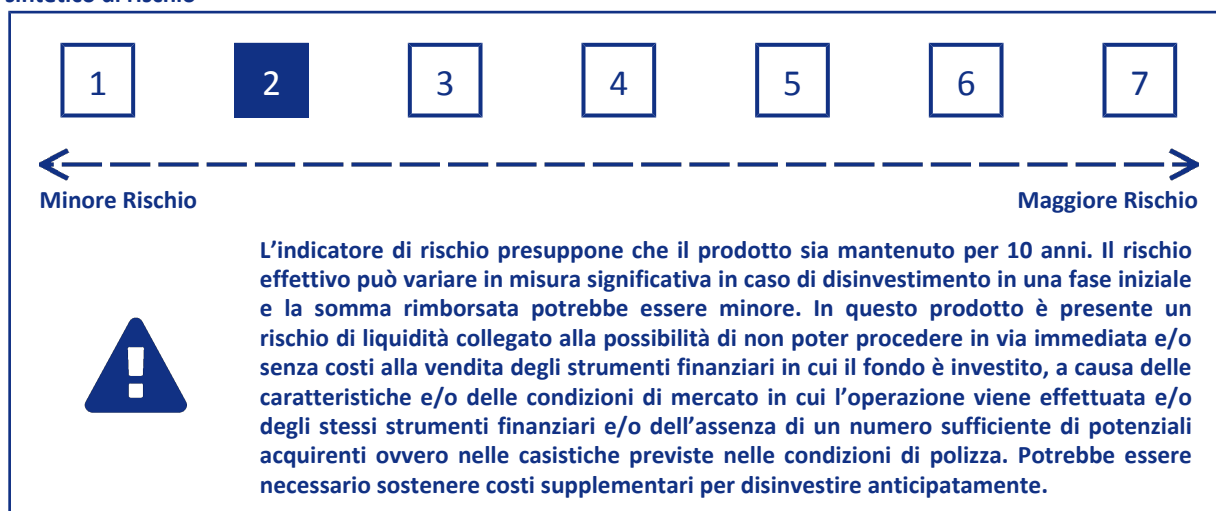 sintetico di rischio
1 2 3 4 5 6 7
Minore Rischio Maggiore Rischio
L’indicatore di rischio presuppone che il prodotto sia mantenuto per 10 anni. Il rischio
effettivo può variare in misura significativa in caso di disinvestimento in una fase iniziale
e la somma rimborsata potrebbe essere minore. In questo prodotto è presente un
rischio di liquidità collegato alla possibilità di non poter procedere in via immediata e/o
senza costi alla vendita degli strumenti finanziari in cui il fondo è investito, a causa delle
caratteristiche e/o delle condizioni di mercato in cui l’operazione viene effettuata e/o
degli stessi strumenti finanziari e/o dell’assenza di un numero sufficiente di potenziali
acquirenti ovvero nelle casistiche previste nelle condizioni di polizza. Potrebbe essere
necessario sostenere costi supplementari per disinvestire anticipatamente.